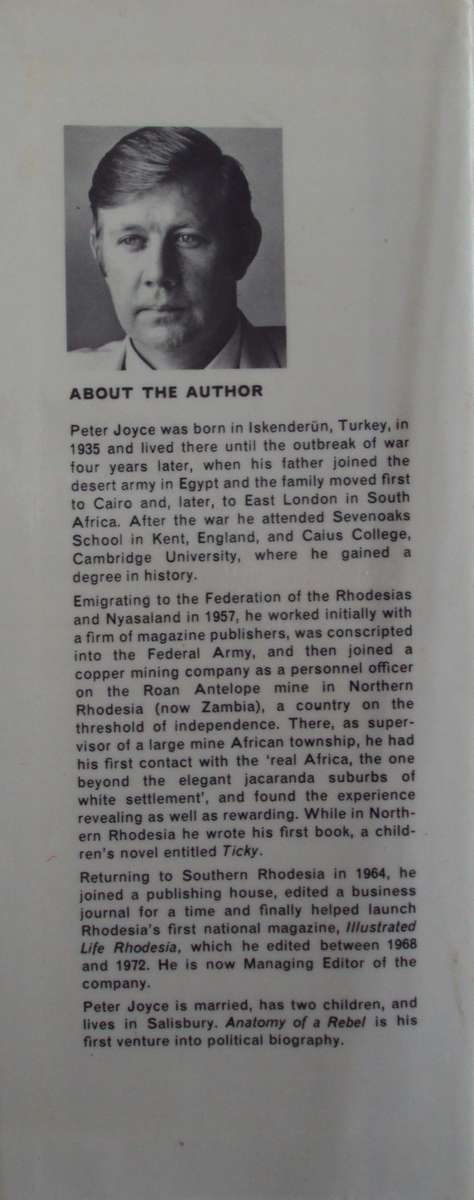 ABOUT THE AUTHOR
Peter Joyce was born in Iskenderün, Turkey, in
1935 and lived there until the outbreak of war
four years later, when his father joined the
desert army in Egypt and the family moved first
to Cairo and, later, to East London in South
Africa. After the war he attended Sevenoaks
School in Kent, England, and Caius College,
Cambridge University, where he gained a
degree in history.
Emigrating to the Federation of the Rhodesias
and Nyasaland in 1957, he worked initially with
a firm of magazine publishers, was conscripted
into the Federal Army, and then joined a
copper mining company as a personnel officer
on the Roan Antelope mine in Northern
Rhodesia (now Zambia), a country on the
threshold of independence. There, as super-
visor of a large mine African township, he had
his first contact with the 'real Africa, the one
beyond the elegant jacaranda suburbs of
white settlement', and found the experience
revealing as well as rewarding. While in North-
ern Rhodesia he wrote his first book, a child-
ren's novel entitled Ticky.
Returning to Southern Rhodesia in 1964, he
joined a publishing house, edited a business
journal for a time and finally helped launch
Rhodesia's first national magazine, Illustrated
Life Rhodesia, which he edited between 1968
and 1972. He is now Managing Editor of the
company.
Peter Joyce is married, has two children, and
lives in Salisbury. Anatomy of a Rebel is his
first venture into political biography.